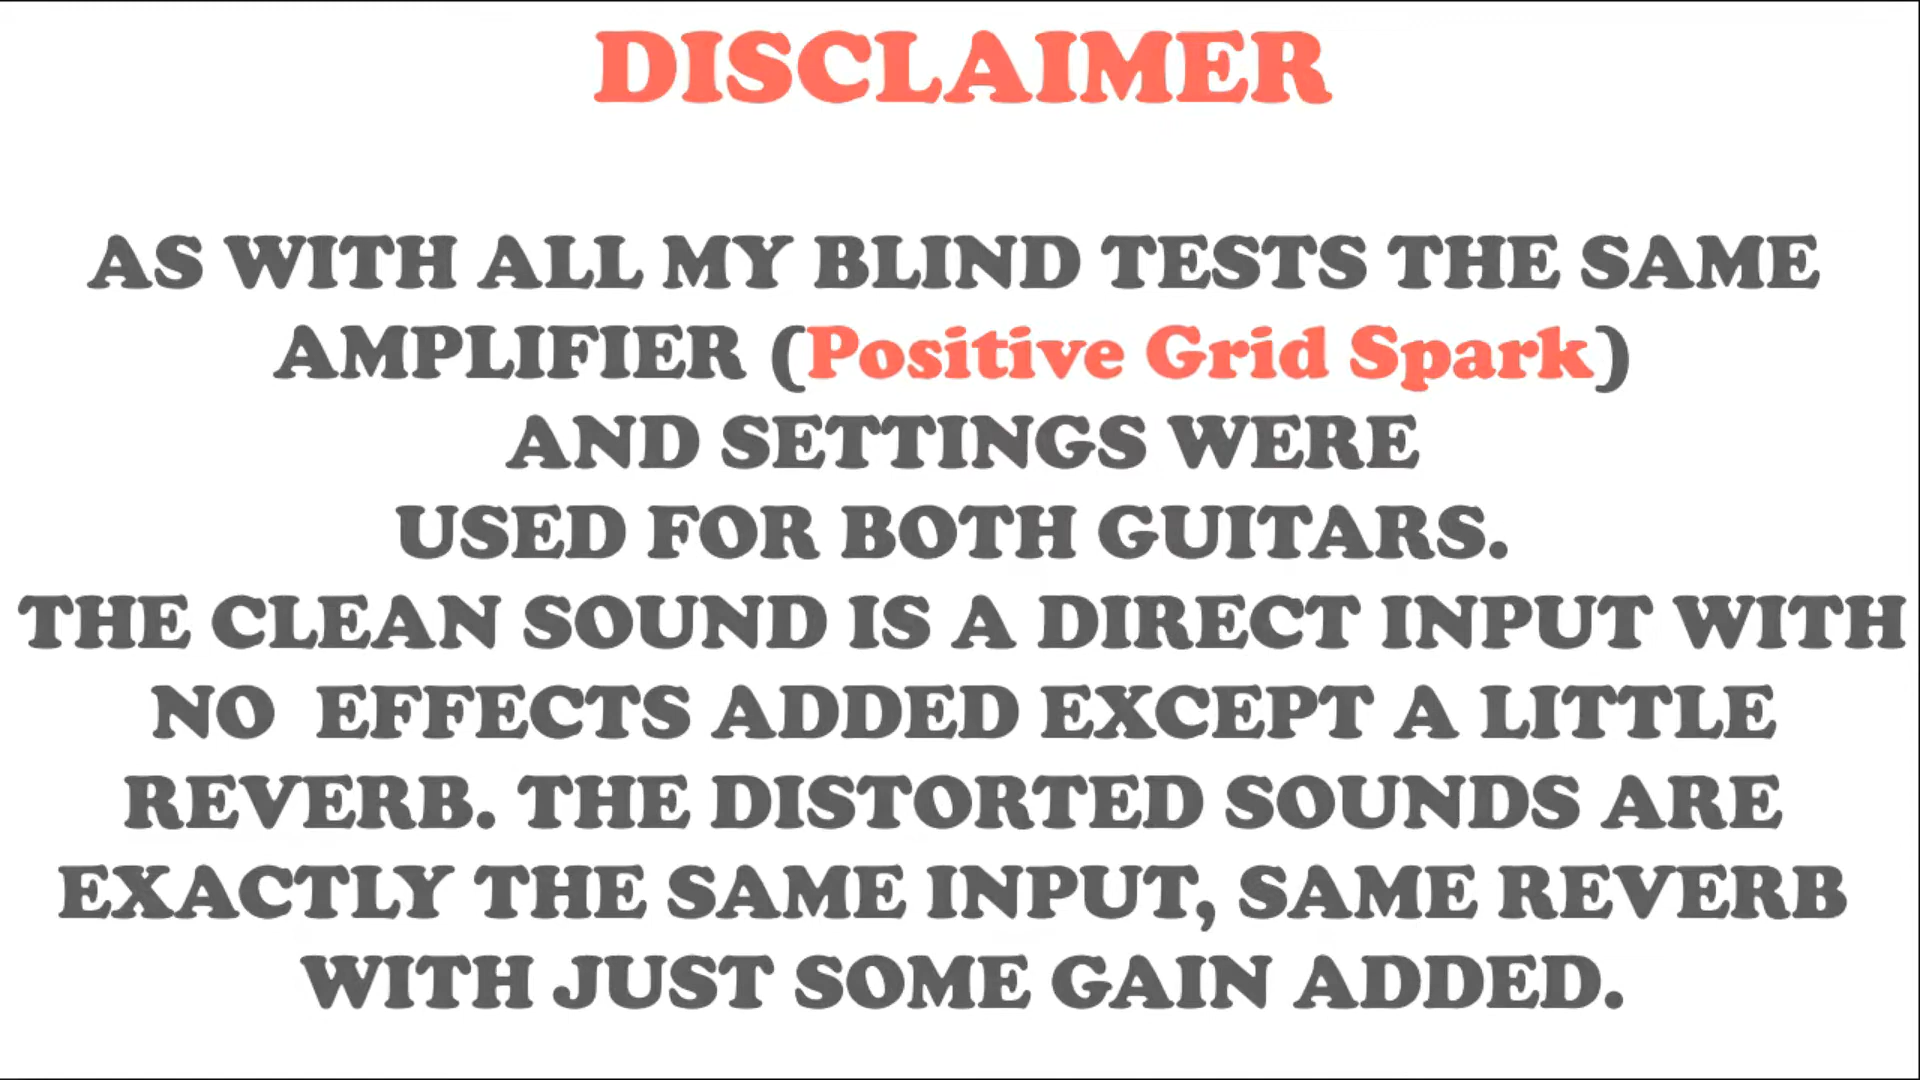 DISCLAIMER
AS WITH ALL MY BLIND TESTS THE SAME
AMPLIFIER (Positive Grid Spark)
AND SETTINGS WERE
USED FOR BOTH GUITARS.
THE CLEAN SOUND IS A DIRECT INPUT WITH
NO  EFFECTS ADDED EXCEPT A LITTLE
REVERB. THE DISTORTED SOUNDS ARE
EXACTLY THE SAME INPUT, SAME REVERB
WITH JUST SOME GAIN ADDED.